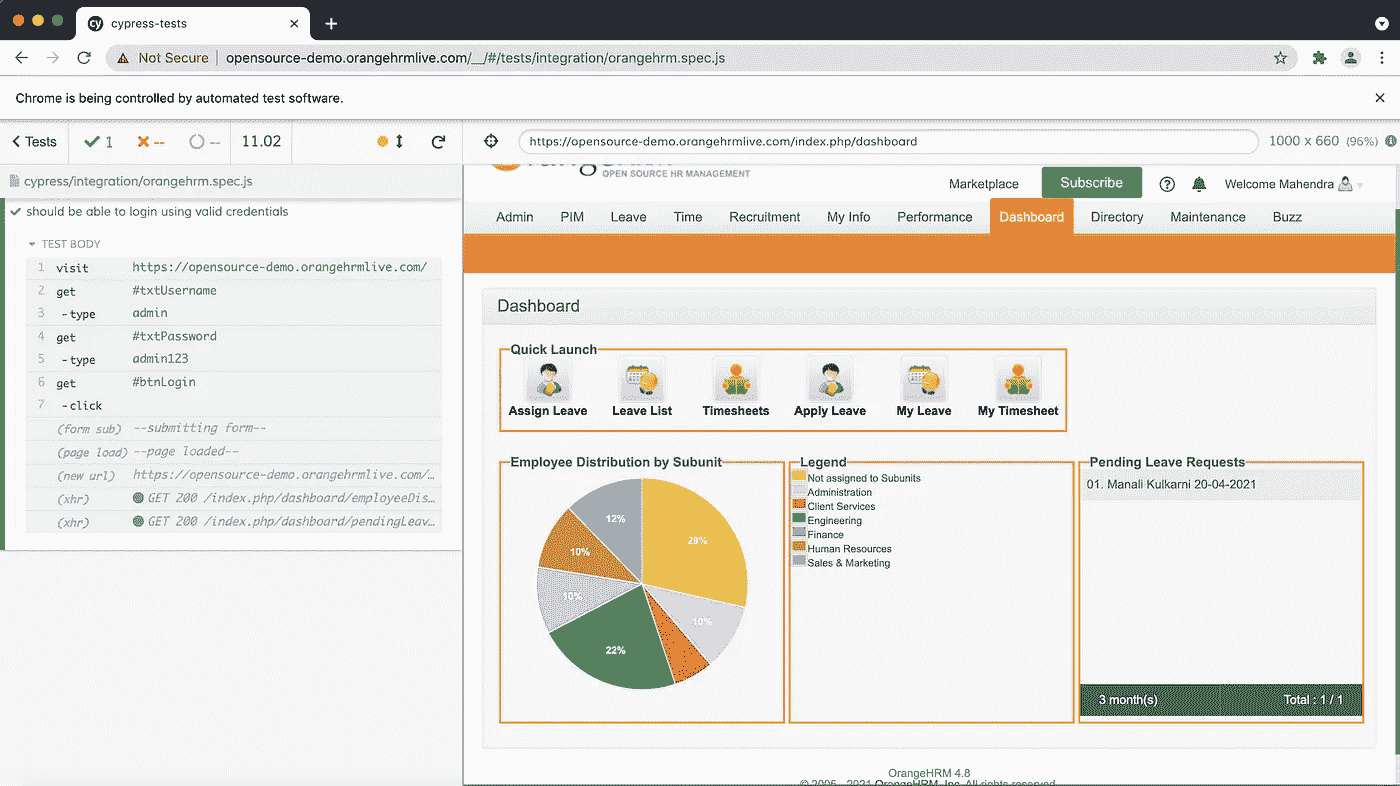 cypress-tests
Not Secure opensource-demo.orangehrmlive.com/__/#/tests/integration/orangehrm.spec.js
Chrome is being controlled by automated test software.
Tests 1 -- -- 11.02
https://opensource-demo.orangehrmlive.com/index.php/dashboard 1000 x 660 (96%)
cypress/integration/orangehrm.spec.js
should be able to login using valid credentials
TEST BODY
1 visit https://opensource-demo.orangehrmlive.com/
2 get #txtUsername
3 -type admin
4 get #txtPassword
5 -type admin123
6 get #btnLogin
7 -click
(form sub) --submitting form--
(page load) --page loaded--
(new url) https://opensource-demo.orangehrmlive.com/…
(xhr) GET 200 /index.php/dashboard/employeeDis…
(xhr) GET 200 /index.php/dashboard/pendingLeav…
OPEN SOURCE HR MANAGEMENT
Marketplace Subscribe Welcome Mahendra
Admin PIM Leave Time Recruitment My Info Performance Dashboard Directory Maintenance Buzz
Dashboard
Quick Launch
Assign Leave Leave List Timesheets Apply Leave My Leave My Timesheet
Employee Distribution by Subunit
12%
29%
10%
10%
10%
22%
Legend
Not assigned to Subunits
Administration
Client Services
Engineering
Finance
Human Resources
Sales & Marketing
Pending Leave Requests
01. Manali Kulkarni 20-04-2021
3 month(s) Total : 1 / 1
OrangeHRM 4.8
© 2005 - 2021 OrangeHRM, Inc. All rights reserved